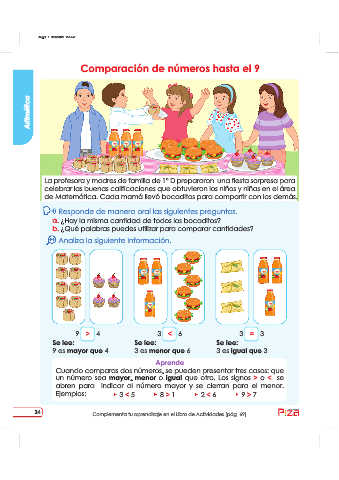 Comparación de números hasta el 9
Aritmética
La profesora y madres de familia de 1° D prepararon una fiesta sorpresa para
celebrar las buenas calificaciones que obtuvieron los niños y niñas en el área
de Matemática. Cada mamá llevó bocaditos para compartir con los demás.
Responde de manera oral las siguientes preguntas.
a. ¿Hay la misma cantidad de todos los bocaditos?
b. ¿Qué palabras puedes utilizar para comparar cantidades?
Analiza la siguiente información.
9 > 4 3 < 6 3 = 3
Se lee: Se lee: Se lee:
9 es mayor que 4 3 es menor que 6 3 es igual que 3
Aprende
Cuando comparas dos números, se pueden presentar tres casos: que
un número sea mayor, menor o igual que otro. Los signos > o < se
abren para indicar al número mayor y se cierran para el menor.
Ejemplos: 3 < 5 8 > 1 2 < 6 9 > 7
34 Complementa tu aprendizaje en el Libro de Actividades (pág. 69)